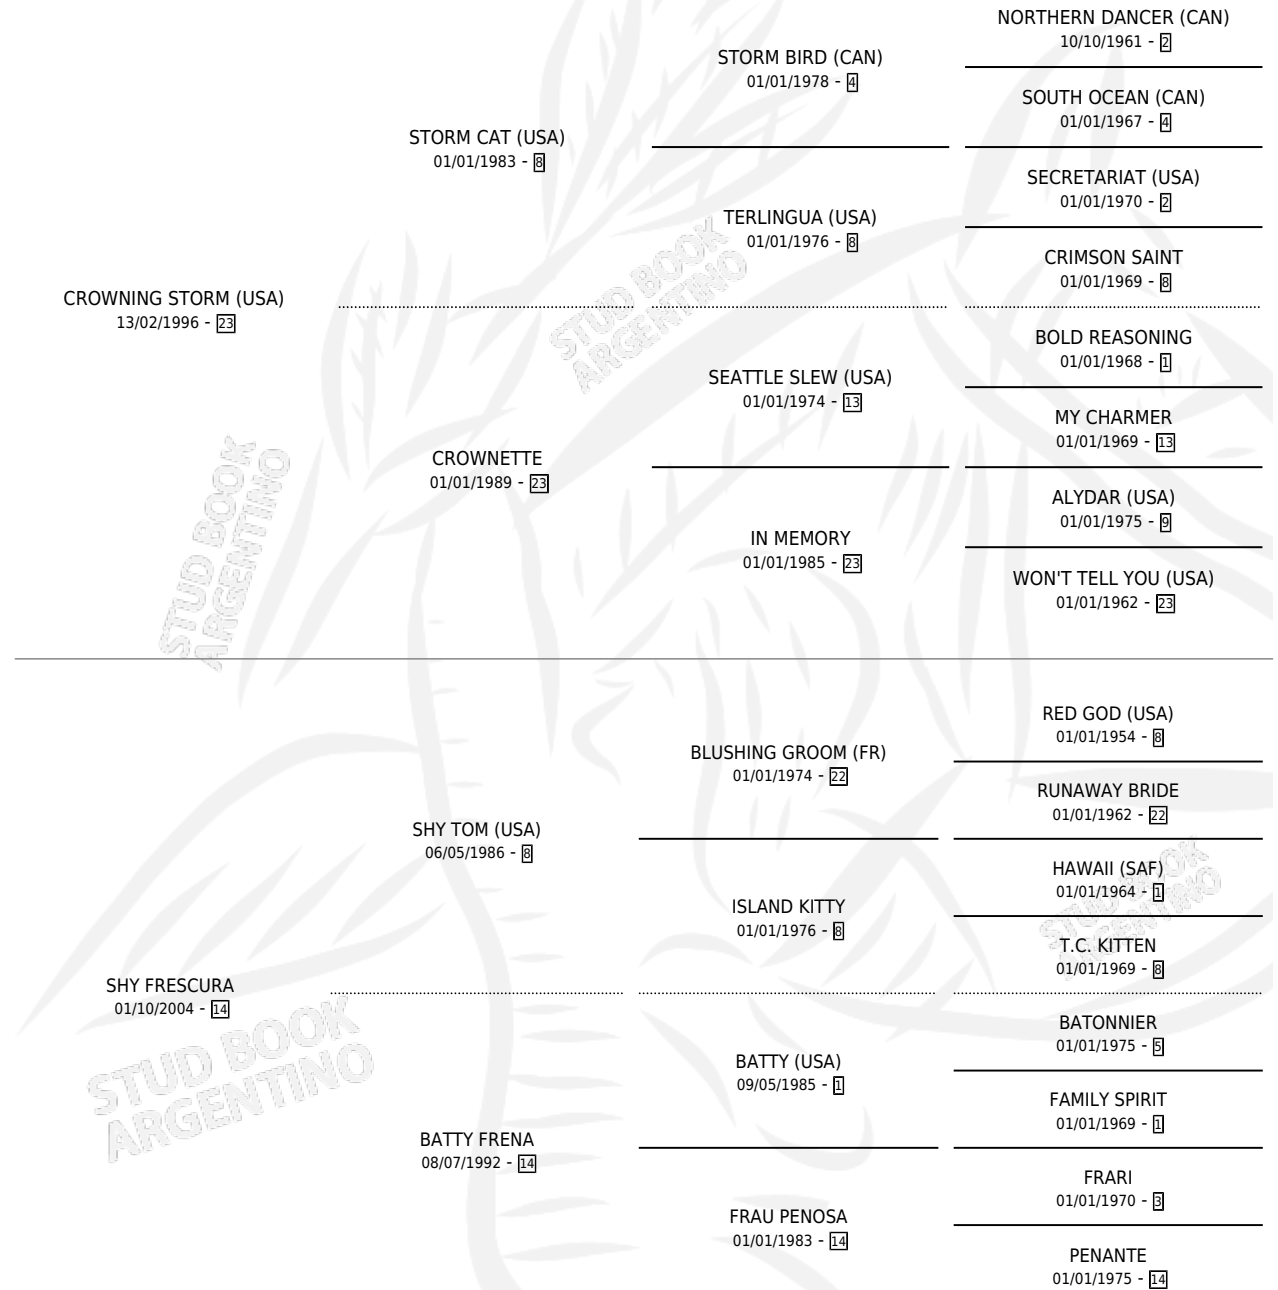 NORTHERN DANCER (CAN)
10/10/1961 - 2
STORM BIRD (CAN)
01/01/1978 - 4
SOUTH OCEAN (CAN)
01/01/1967 - 4
STORM CAT (USA)
01/01/1983 - 8
SECRETARIAT (USA)
01/01/1970 - 2
TERLINGUA (USA)
01/01/1976 - 8
CRIMSON SAINT
01/01/1969 - 8
CROWNING STORM (USA)
13/02/1996 - 23
BOLD REASONING
01/01/1968 - 1
SEATTLE SLEW (USA)
01/01/1974 - 13
MY CHARMER
01/01/1969 - 13
CROWNETTE
01/01/1989 - 23
ALYDAR (USA)
01/01/1975 - 9
IN MEMORY
01/01/1985 - 23
WON'T TELL YOU (USA)
01/01/1962 - 23
RED GOD (USA)
01/01/1954 - 8
BLUSHING GROOM (FR)
01/01/1974 - 22
RUNAWAY BRIDE
01/01/1962 - 22
SHY TOM (USA)
06/05/1986 - 8
HAWAII (SAF)
01/01/1964 - 1
ISLAND KITTY
01/01/1976 - 8
T.C. KITTEN
01/01/1969 - 8
SHY FRESCURA
01/10/2004 - 14
BATONNIER
01/01/1975 - 5
BATTY (USA)
09/05/1985 - 1
FAMILY SPIRIT
01/01/1969 - 1
BATTY FRENA
08/07/1992 - 14
FRARI
01/01/1970 - 3
FRAU PENOSA
01/01/1983 - 14
PENANTE
01/01/1975 - 14
STUD BOOK
ARGENTINO
STUD BOOK
ARGENTINO
STUD BOOK
ARGENTINO
STUD BOOK
ARGENTINO